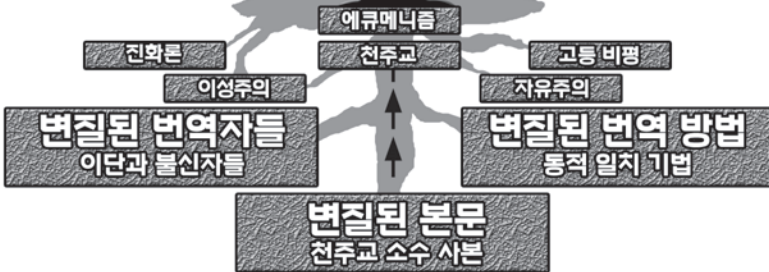 에큐메니즘
진화론
천주교
고등 비평
이성주의
자유주의
변질된 번역자들
이단과 불신자들
변질된 번역 방법
동적 일치 기법
변질된 본문
천주교 소수 사본